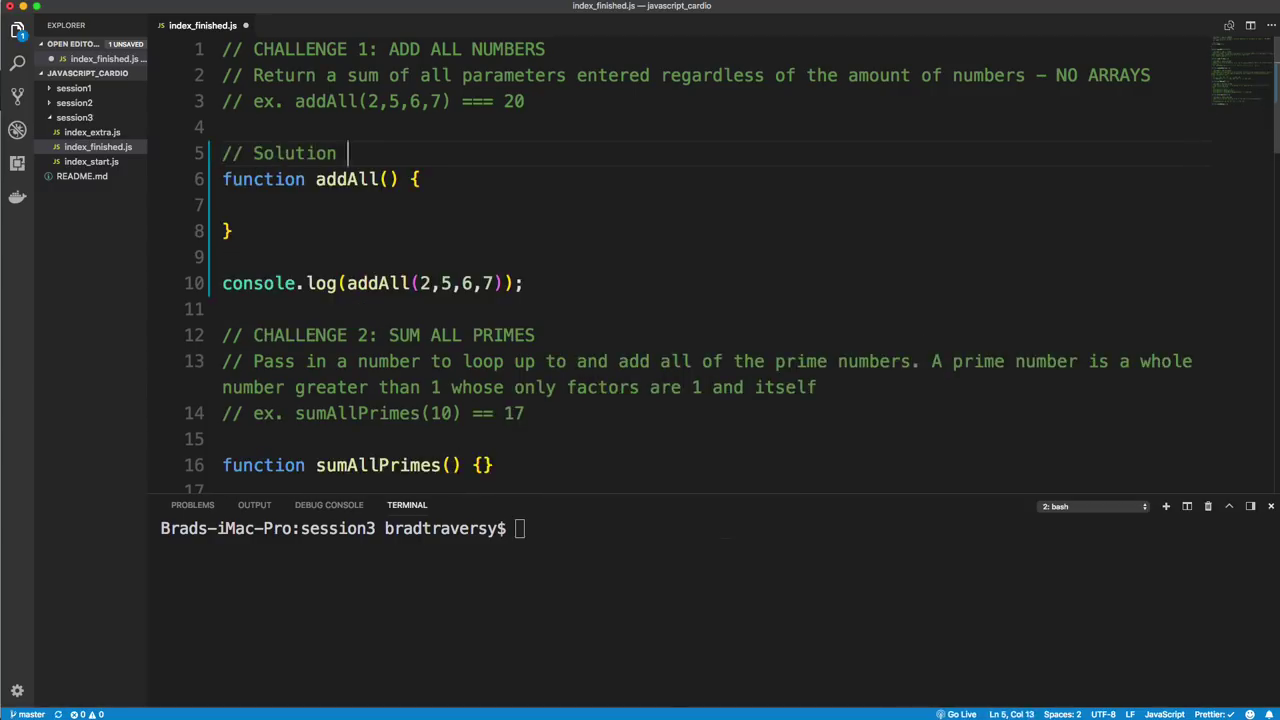 index_finished.js — javascript_cardio
EXPLORER
index_finished.js
OPEN EDITO... 1 UNSAVED
1
index_finished.js ...
JAVASCRIPT_CARDIO
session1
session2
session3
index_extra.js
index_finished.js
index_start.js
README.md
1 // CHALLENGE 1: ADD ALL NUMBERS
2 // Return a sum of all parameters entered regardless of the amount of numbers - NO ARRAYS
3 // ex. addAll(2,5,6,7) === 20
4
5 // Solution
6 function addAll() {
7
8 }
9
10 console.log(addAll(2,5,6,7));
11
12 // CHALLENGE 2: SUM ALL PRIMES
13 // Pass in a number to loop up to and add all of the prime numbers. A prime number is a whole
number greater than 1 whose only factors are 1 and itself
14 // ex. sumAllPrimes(10) == 17
15
16 function sumAllPrimes() {}
17
PROBLEMS OUTPUT DEBUG CONSOLE TERMINAL 2: bash
Brads-iMac-Pro:session3 bradtraversy$
master 0 0 Go Live Ln 5, Col 13 Spaces: 2 UTF-8 LF JavaScript Prettier: ✓